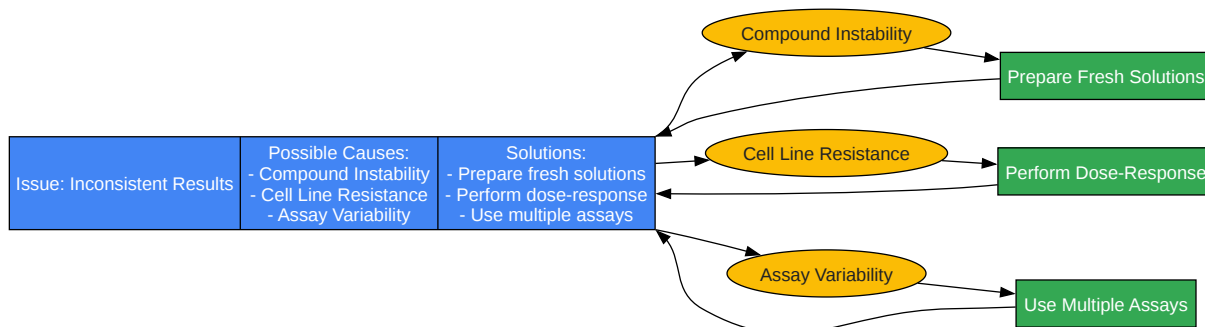 Issue: Inconsistent Results
Possible Causes:
- Compound Instability
- Cell Line Resistance
- Assay Variability
Solutions:
- Prepare fresh solutions
- Perform dose-response
- Use multiple assays
Compound Instability
Prepare Fresh Solutions
Cell Line Resistance
Perform Dose-Response
Assay Variability
Use Multiple Assays